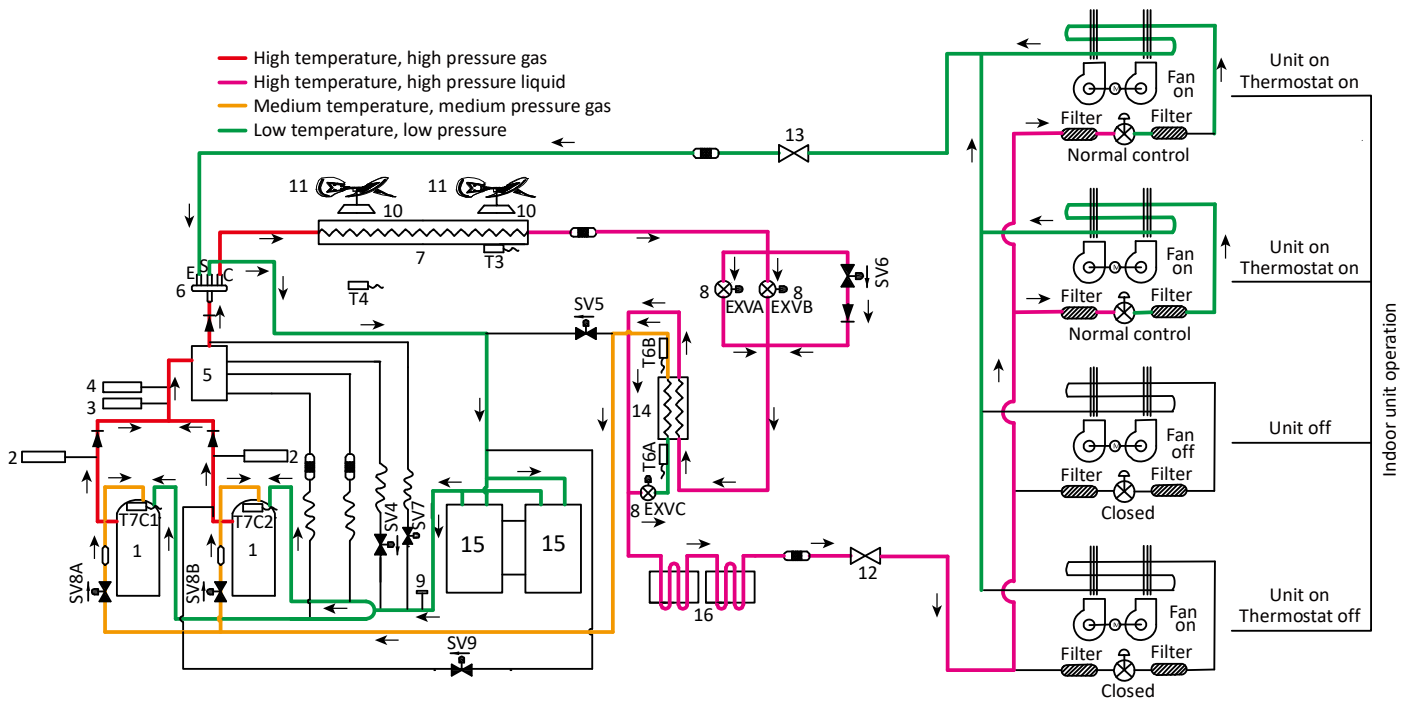 High temperature, high pressure gas
High temperature, high pressure liquid
Medium temperature, medium pressure gas
Low temperature, low pressure
13
11
11
10
10
7
T3
T4
E
S
C
6
SV5
8
EXVA
8
EXVB
SV6
T6B
14
T6A
8
EXVC
5
4
3
2
2
T7C1
1
T7C2
1
SV8A
SV8B
SV4
SV7
9
15
15
SV9
16
12
Fan
on
Filter
Filter
Normal control
Unit on
Thermostat on
Fan
on
Filter
Filter
Normal control
Unit on
Thermostat on
Fan
off
Filter
Filter
Closed
Unit off
Fan
on
Filter
Filter
Closed
Unit on
Thermostat off
Indoor unit operation